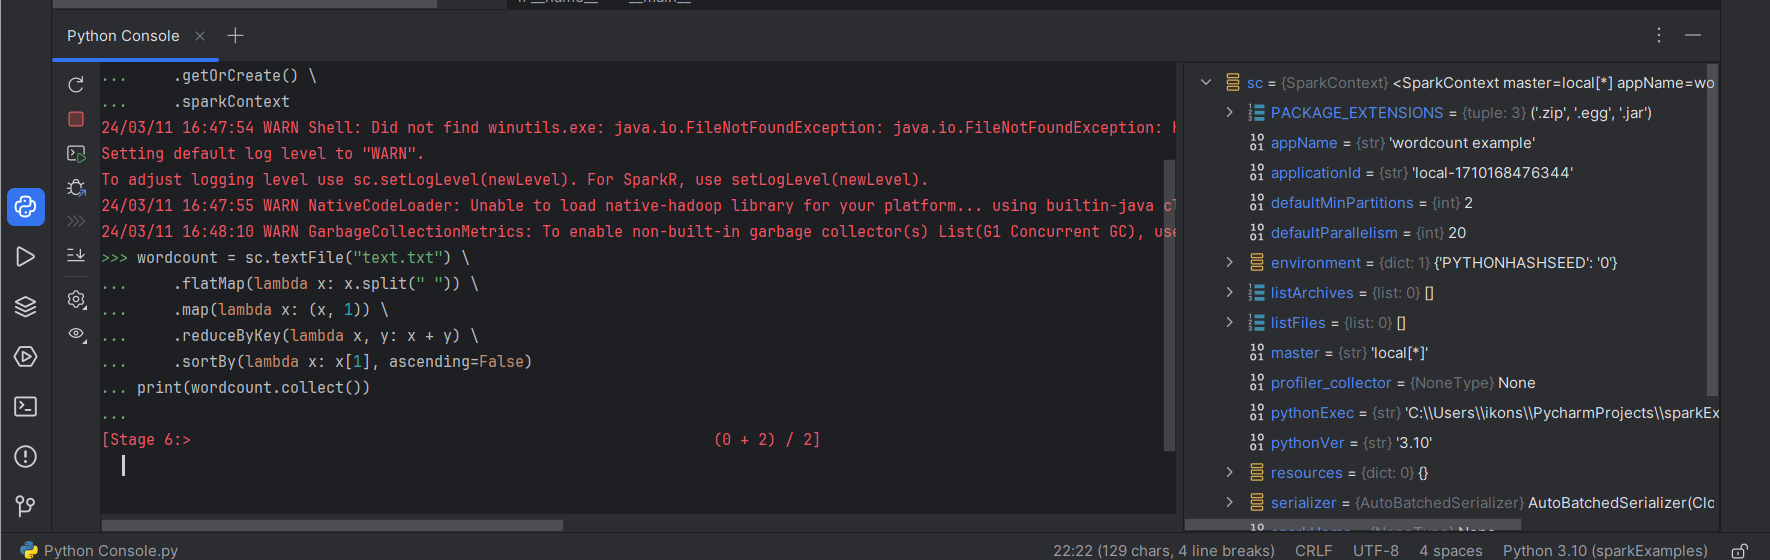 Python Console
... .getOrCreate() \
... .sparkContext
24/03/11 16:47:54 WARN Shell: Did not find winutils.exe: java.io.FileNotFoundException: java.io.FileNotFoundException:
Setting default log level to "WARN".
To adjust logging level use sc.setLogLevel(newLevel). For SparkR, use setLogLevel(newLevel).
24/03/11 16:47:55 WARN NativeCodeLoader: Unable to load native-hadoop library for your platform... using builtin-java
24/03/11 16:48:10 WARN GarbageCollectionMetrics: To enable non-built-in garbage collector(s) List(G1 Concurrent GC), use
>>> wordcount = sc.textFile("text.txt") \
... .flatMap(lambda x: x.split(" ")) \
... .map(lambda x: (x, 1)) \
... .reduceByKey(lambda x, y: x + y) \
... .sortBy(lambda x: x[1], ascending=False)
... print(wordcount.collect())
...
[Stage 6:> (0 + 2) / 2]
sc = {SparkContext} <SparkContext master=local[*] appName=wo
PACKAGE_EXTENSIONS = {tuple: 3} ('.zip', '.egg', '.jar')
appName = {str} 'wordcount example'
applicationId = {str} 'local-1710168476344'
defaultMinPartitions = {int} 2
defaultParallelism = {int} 20
environment = {dict: 1} {'PYTHONHASHSEED': '0'}
listArchives = {list: 0} []
listFiles = {list: 0} []
master = {str} 'local[*]'
profiler_collector = {NoneType} None
pythonExec = {str} 'C:\\Users\\ikons\\PycharmProjects\\sparkEx
pythonVer = {str} '3.10'
resources = {dict: 0} {}
serializer = {AutoBatchedSerializer} AutoBatchedSerializer(Clo
Python Console.py
22:22 (129 chars, 4 line breaks) CRLF UTF-8 4 spaces Python 3.10 (sparkExamples)